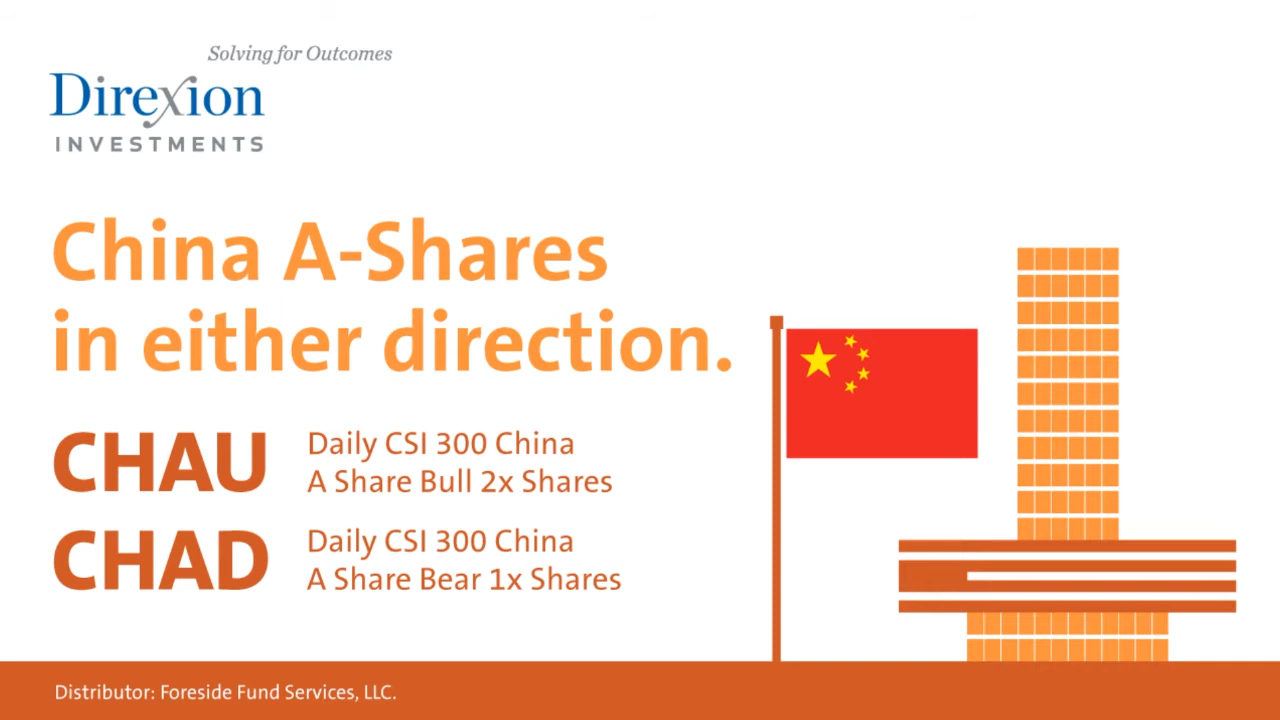 Solving for Outcomes
Direxion
INVESTMENTS
China A-Shares
in either direction.
CHAU
Daily CSI 300 China
A Share Bull 2x Shares
CHAD
Daily CSI 300 China
A Share Bear 1x Shares
Distributor: Foreside Fund Services, LLC.